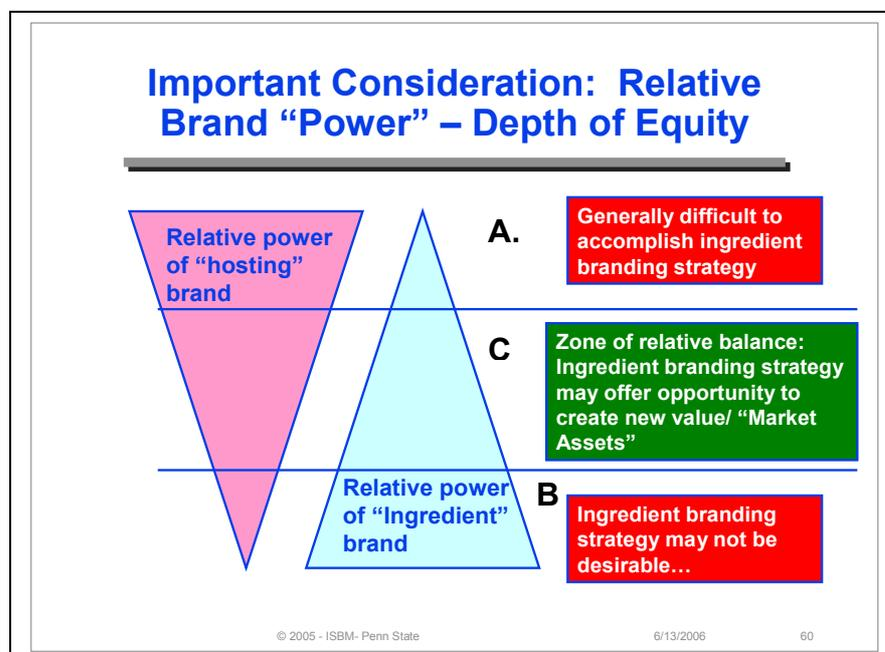 Important Consideration:  Relative
Brand “Power” – Depth of Equity
Relative power
of “hosting”
brand
A.
Generally difficult to
accomplish ingredient
branding strategy
C
Zone of relative balance:
Ingredient branding strategy
may offer opportunity to
create new value/ “Market
Assets”
Relative power
of “Ingredient”
brand
B
Ingredient branding
strategy may not be
desirable…
© 2005 - ISBM- Penn State
6/13/2006
60